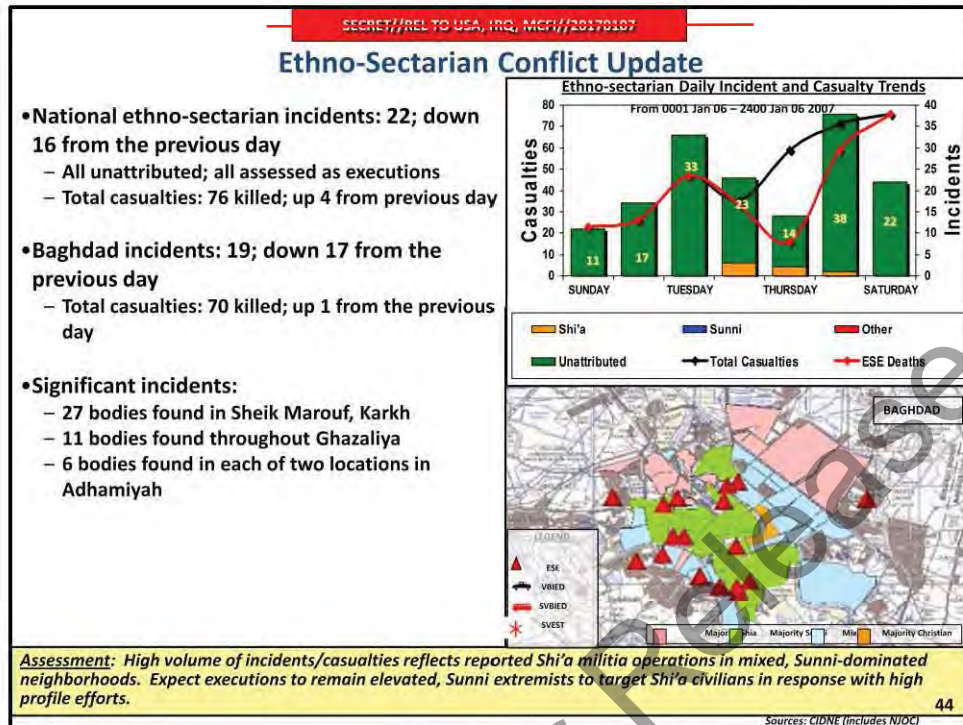 SECRET//REL TO USA, IRQ, MCFI//20170107
Ethno-Sectarian Conflict Update
•National ethno-sectarian incidents: 22; down
16 from the previous day
– All unattributed; all assessed as executions
– Total casualties: 76 killed; up 4 from previous day
•Baghdad incidents: 19; down 17 from the
previous day
– Total casualties: 70 killed; up 1 from the previous
day
•Significant incidents:
– 27 bodies found in Sheik Marouf, Karkh
– 11 bodies found throughout Ghazaliya
– 6 bodies found in each of two locations in
Adhamiyah
Ethno-sectarian Daily Incident and Casualty Trends
From 0001 Jan 06 – 2400 Jan 06 2007
Casualties
80
70
60
50
40
30
20
10
0
11
17
33
23
14
38
22
40
35
30
25
20
15
10
5
0
Incidents
SUNDAY TUESDAY THURSDAY SATURDAY
Shi'a Sunni Other
Unattributed Total Casualties ESE Deaths
BAGHDAD
LEGEND
ESE
VBIED
SVBIED
SVEST
Majority Christian
Assessment: High volume of incidents/casualties reflects reported Shi'a militia operations in mixed, Sunni-dominated
neighborhoods. Expect executions to remain elevated, Sunni extremists to target Shi'a civilians in response with high
profile efforts.
44
Sources: CIDNE (includes NJOC)
Release